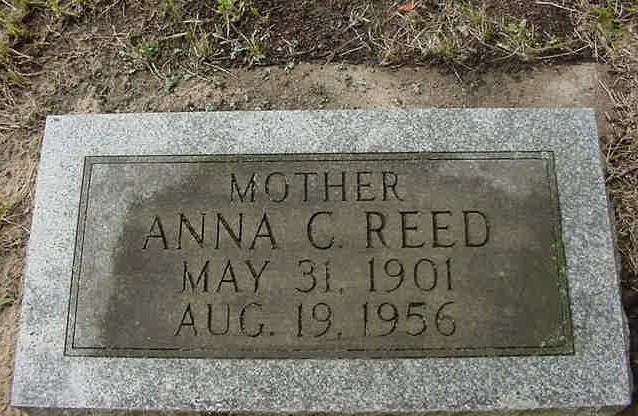 MOTHER
ANNA C. REED
MAY 31, 1901
AUG. 19, 1956